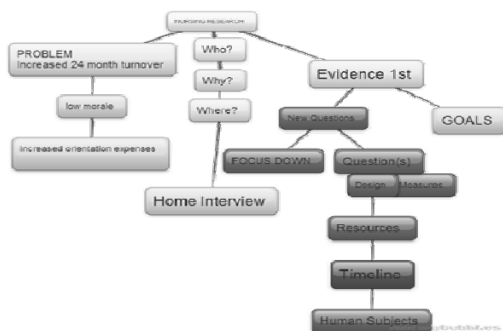 NURSING RESEARCH
PROBLEM
Increased 24 month turnover
low morale
Increased orientation expenses
Who?
Why?
Where?
Home Interview
Evidence 1st
New Questions
GOALS
FOCUS DOWN
Question(s)
Design
Measures
Resources
Timeline
Human Subjects